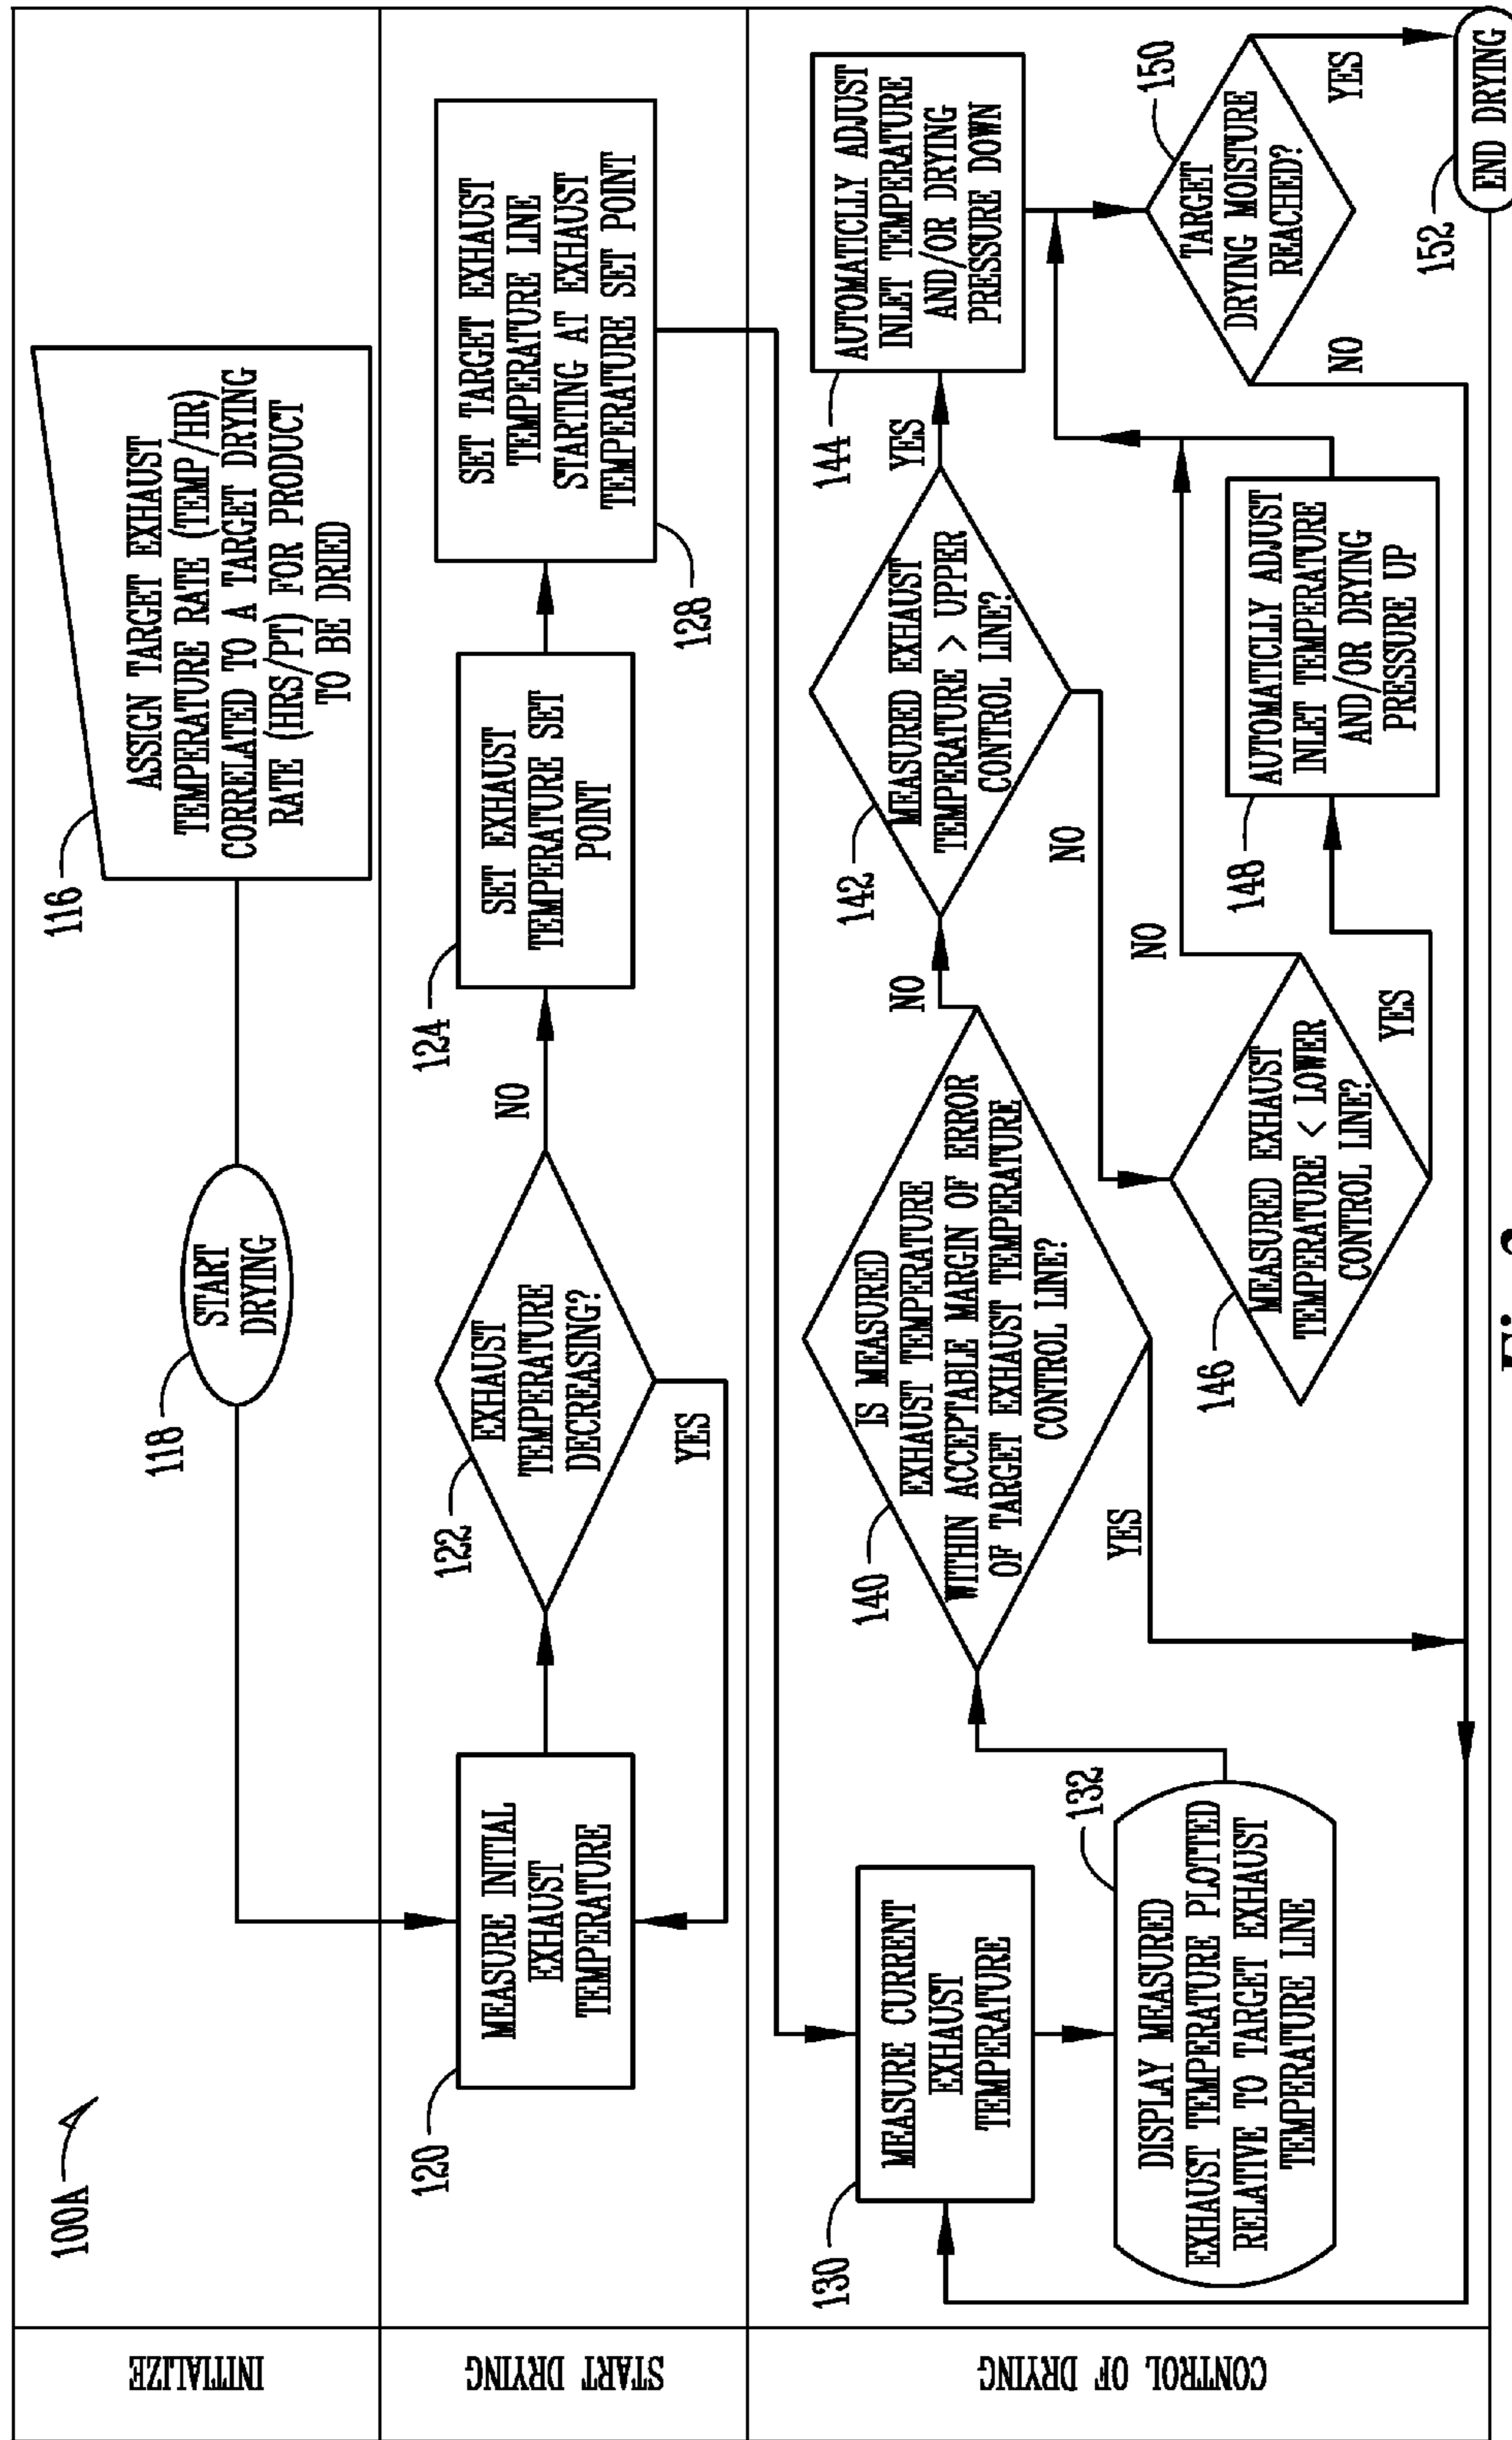 100A
INITIALIZE
118
START
DRYING
116
ASSIGN TARGET EXHAUST
TEMPERATURE RATE (TEMP/HR)
CORRELATED TO A TARGET DRYING
RATE (HRS/PT) FOR PRODUCT
TO BE DRIED
START DRYING
120
MEASURE INITIAL
EXHAUST
TEMPERATURE
122
EXHAUST
TEMPERATURE
DECREASING?
YES
NO
124
SET EXHAUST
TEMPERATURE SET
POINT
128
SET TARGET EXHAUST
TEMPERATURE LINE
STARTING AT EXHAUST
TEMPERATURE SET POINT
CONTROL OF DRYING
130
MEASURE CURRENT
EXHAUST
TEMPERATURE
132
DISPLAY MEASURED
EXHAUST TEMPERATURE PLOTTED
RELATIVE TO TARGET EXHAUST
TEMPERATURE LINE
140
IS MEASURED
EXHAUST TEMPERATURE
WITHIN ACCEPTABLE MARGIN OF ERROR
OF TARGET EXHAUST TEMPERATURE
CONTROL LINE?
YES
NO
142
MEASURED EXHAUST
TEMPERATURE > UPPER
CONTROL LINE?
YES
NO
144
AUTOMATICLLY ADJUST
INLET TEMPERATURE
AND/OR DRYING
PRESSURE DOWN
146
MEASURED EXHAUST
TEMPERATURE < LOWER
CONTROL LINE?
NO
YES
148
AUTOMATICLLY ADJUST
INLET TEMPERATURE
AND/OR DRYING
PRESSURE UP
150
TARGET
DRYING MOISTURE
REACHED?
NO
YES
152
END DRYING